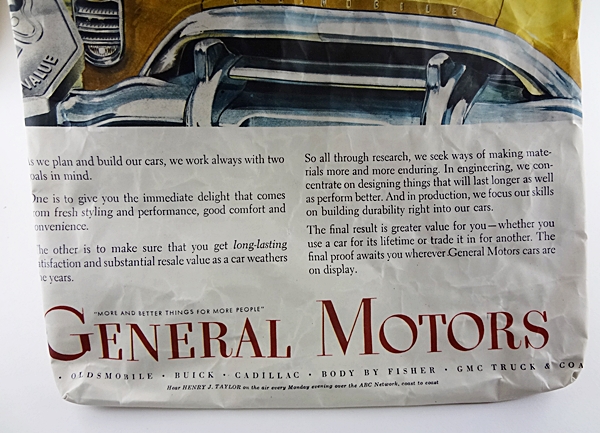 OLDSMOBILE
VALUE
s we plan and build our cars, we work always with two
oals in mind.
One is to give you the immediate delight that comes
rom fresh styling and performance, good comfort and
onvenience.
he other is to make sure that you get long-lasting
tisfaction and substantial resale value as a car weathers
e years.
So all through research, we seek ways of making mate-
rials more and more enduring. In engineering, we con-
centrate on designing things that will last longer as well
as perform better. And in production, we focus our skills
on building durability right into our cars.
The final result is greater value for you—whether you
use a car for its lifetime or trade it in for another. The
final proof awaits you wherever General Motors cars are
on display.
"MORE AND BETTER THINGS FOR MORE PEOPLE"
GENERAL MOTORS
• OLDSMOBILE • BUICK • CADILLAC • BODY BY FISHER • GMC TRUCK & COA
Hear HENRY J. TAYLOR on the air every Monday evening over the ABC Network, coast to coast